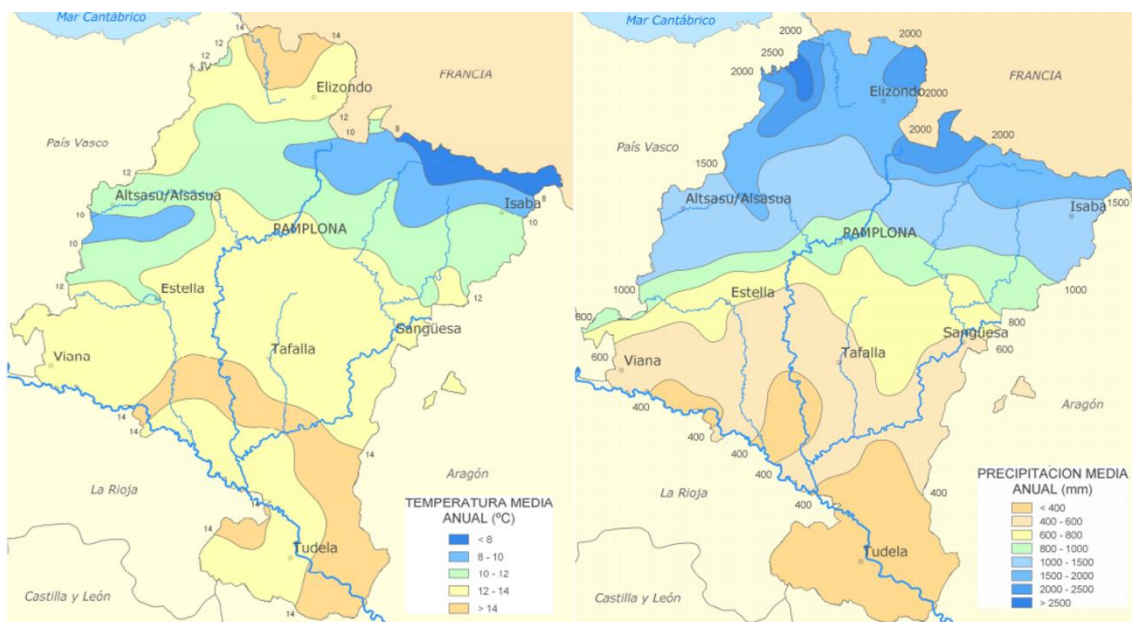 Mar Cantábrico
14
14
12
12
FRANCIA
Elizondo
12
10
8
País Vasco
12
Altsasu/Alsasua
Isaba
8
10
10
PAMPLONA
10
12
Estella
12
Sangüesa
Viana
Tafalla
14
14
14
Aragón
La Rioja
14
14
Tudela
Castilla y León
14
TEMPERATURA MEDIA
ANUAL (ºC)
< 8
8 - 10
10 - 12
12 - 14
> 14
Mar Cantábrico
2000
2000
2500
2000
FRANCIA
Elizondo
2000
2000
2000
País Vasco
1500
Altsasu/Alsasua
1500
Isaba
PAMPLONA
1000
1000
Estella
800
800
Sangüesa
600
600
Viana
Tafalla
400
Aragón
400
400
400
400
La Rioja
Tudela
Castilla y León
PRECIPITACION MEDIA
ANUAL (mm)
< 400
400 - 600
600 - 800
800 - 1000
1000 - 1500
1500 - 2000
2000 - 2500
> 2500